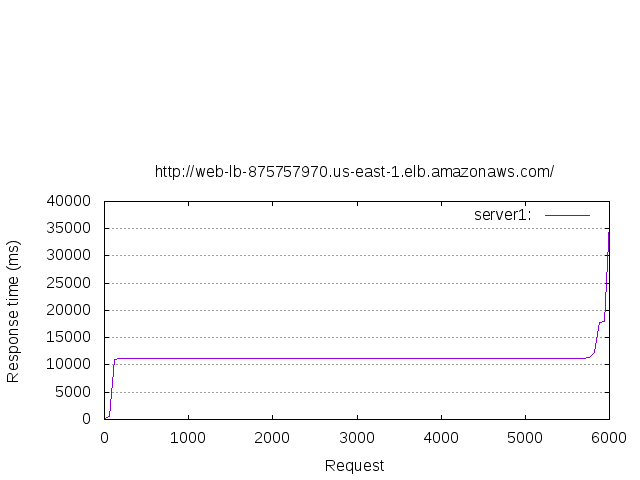 http://web-lb-875757970.us-east-1.elb.amazonaws.com/
40000
server1:
35000
30000
25000
20000
15000
10000
5000
0
Response time (ms)
0 1000 2000 3000 4000 5000 6000
Request